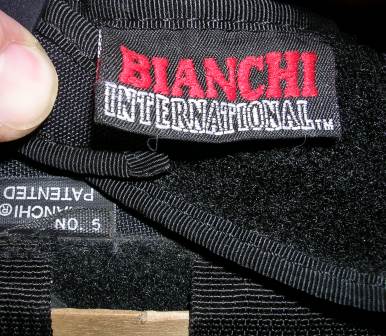 BIANCHI
INTERNATIONAL™
BIANCHI®
PATENTED
NO. 5